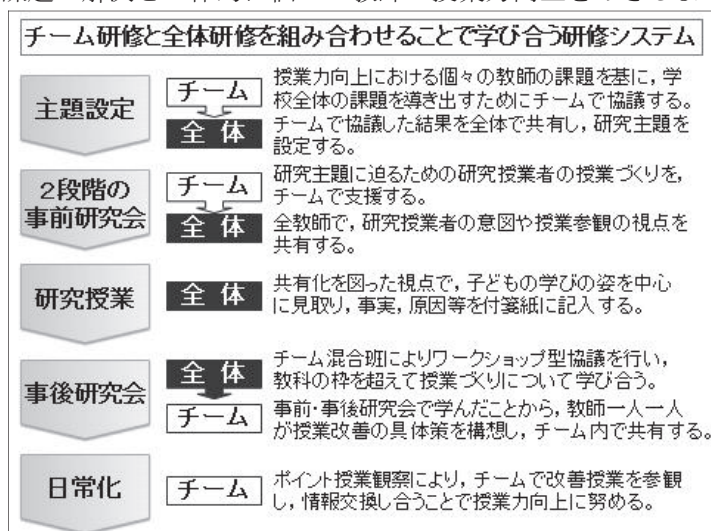 チーム研修と全体研修を組み合わせることで学び合う研修システム
主題設定
チーム
授業力向上における個々の教師の課題を基に，学
校全体の課題を導き出すためにチームで協議する。
全体
チームで協議した結果を全体で共有し，研究主題を
設定する。
2段階の
事前研究会
チーム
研究主題に迫るための研究授業者の授業づくりを，
チームで支援する。
全体
全教師で，研究授業者の意図や授業参観の視点を
共有する。
研究授業
全体
共有化を図った視点で，子どもの学びの姿を中心
に見取り，事実，原因等を付箋紙に記入する。
事後研究会
全体
チーム混合班によりワークショップ型協議を行い，
教科の枠を超えて授業づくりについて学び合う。
チーム
事前・事後研究会で学んだことから，教師一人一人
が授業改善の具体策を構想し，チーム内で共有する。
日常化
チーム
ポイント授業観察により，チームで改善授業を参観
し，情報交換し合うことで授業力向上に努める。